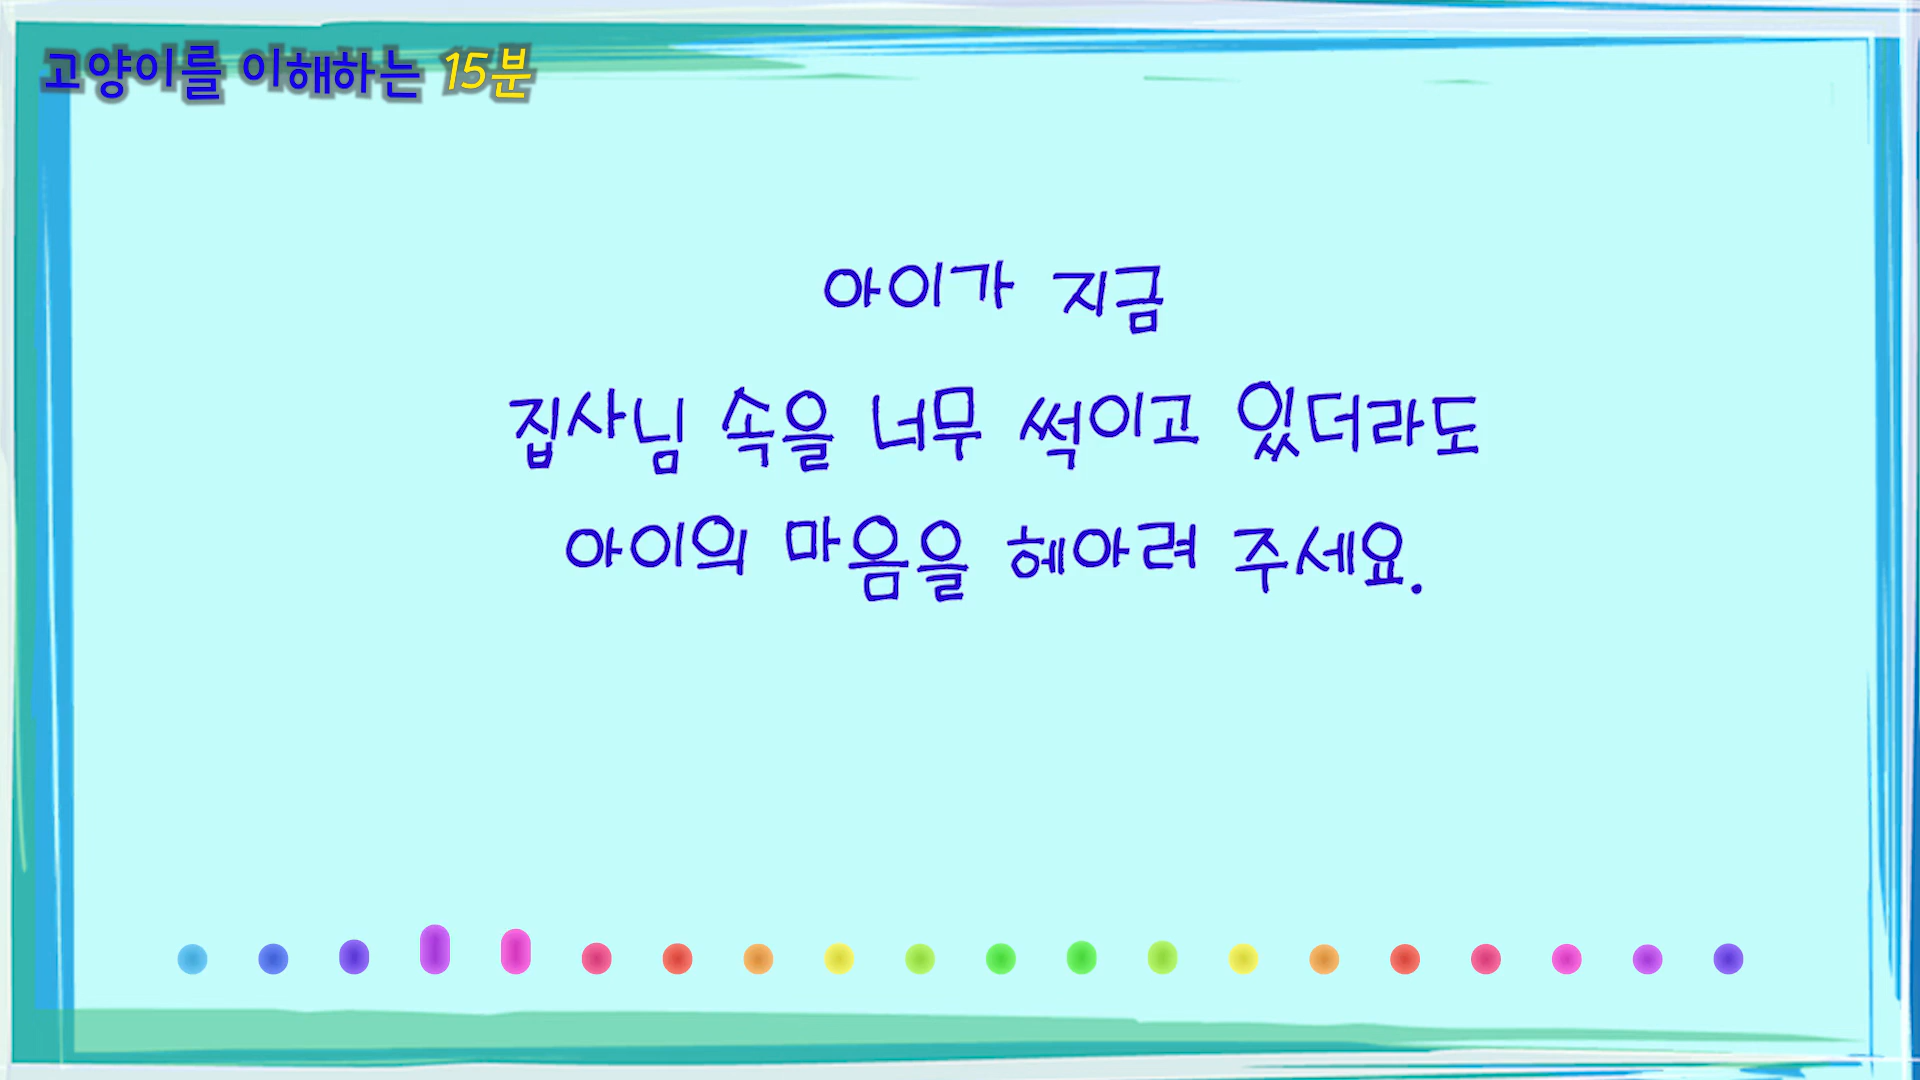 고양이를 이해하는 15분
아이가 지금
집사님 속을 너무 썩이고 있더라도
아이의 마음을 헤아려 주세요.